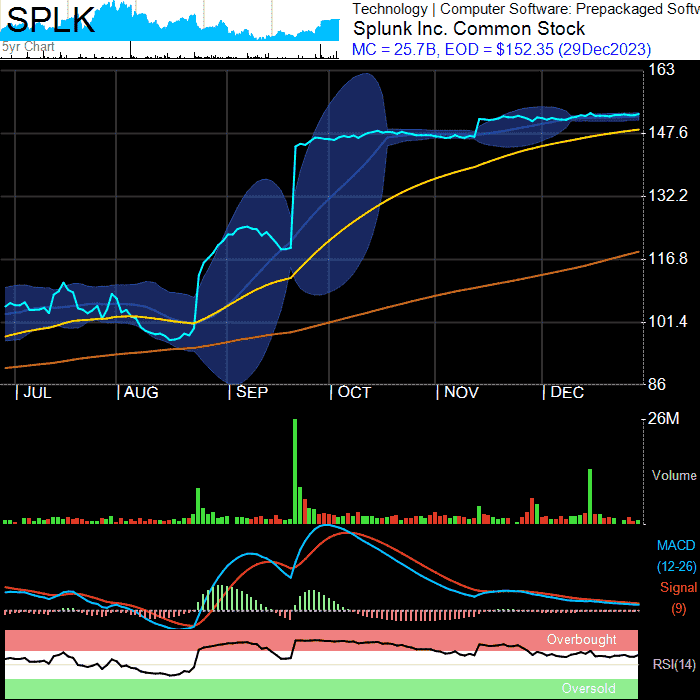 SPLK
5yr Chart
Technology | Computer Software: Prepackaged Softw
Splunk Inc. Common Stock
MC = 25.7B, EOD = $152.35 (29Dec2023)
163
147.6
132.2
116.8
101.4
86
JUL AUG SEP OCT NOV DEC
26M
Volume
MACD
(12-26)
Signal
(9)
Overbought
RSI(14)
Oversold